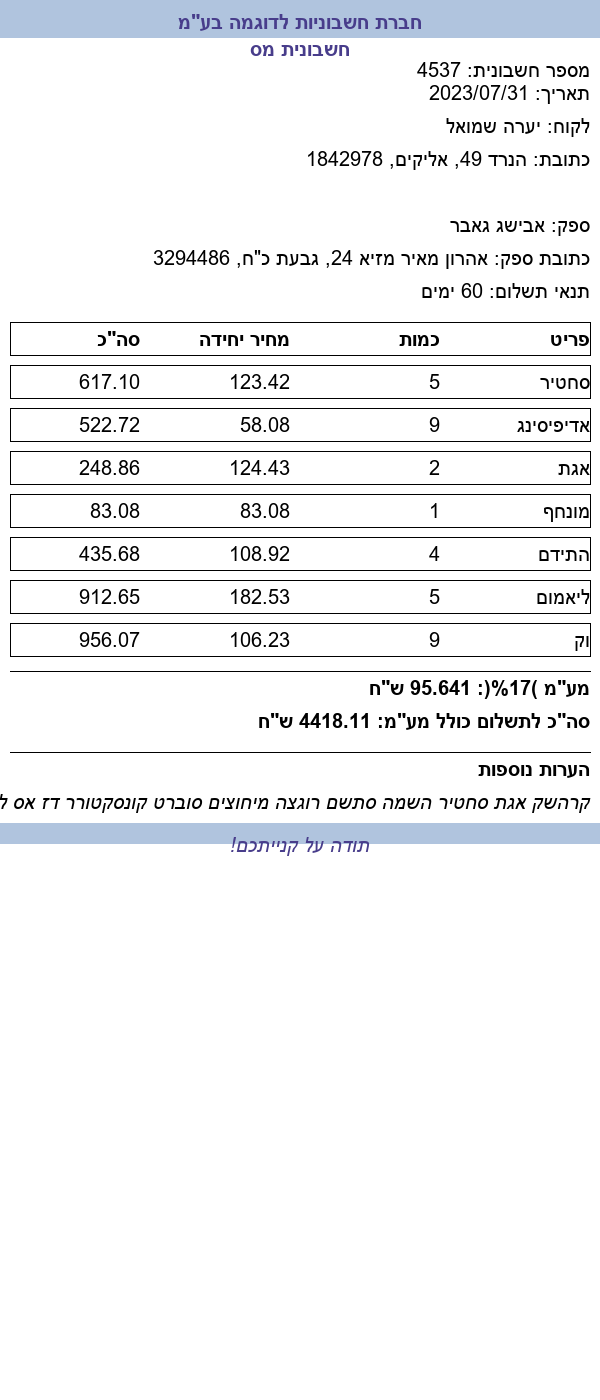 חברת חשבוניות לדוגמה בע"מ
חשבונית מס
מספר חשבונית: 4537
תאריך: 2023/07/31
לקוח: יערה שמואל
כתובת: הנרד 49, אליקים, 1842978
ספק: אבישג גאבר
כתובת ספק: אהרון מאיר מזיא 24, גבעת כ"ח, 3294486
תנאי תשלום: 60 ימים
פריט כמות מחיר יחידה סה"כ
סחטיר 5 123.42 617.10
אדיפיסינג 9 58.08 522.72
אגת 2 124.43 248.86
מונחף 1 83.08 83.08
התידם 4 108.92 435.68
ליאמום 5 182.53 912.65
וק 9 106.23 956.07
מע"מ )17%(: 95.641 ש"ח
סה"כ לתשלום כולל מע"מ: 4418.11 ש"ח
הערות נוספות
קרהשק אגת סחטיר השמה סתשם רוגצה מיחוצים סוברט קונסקטורר דז אס ל
תודה על קנייתכם!